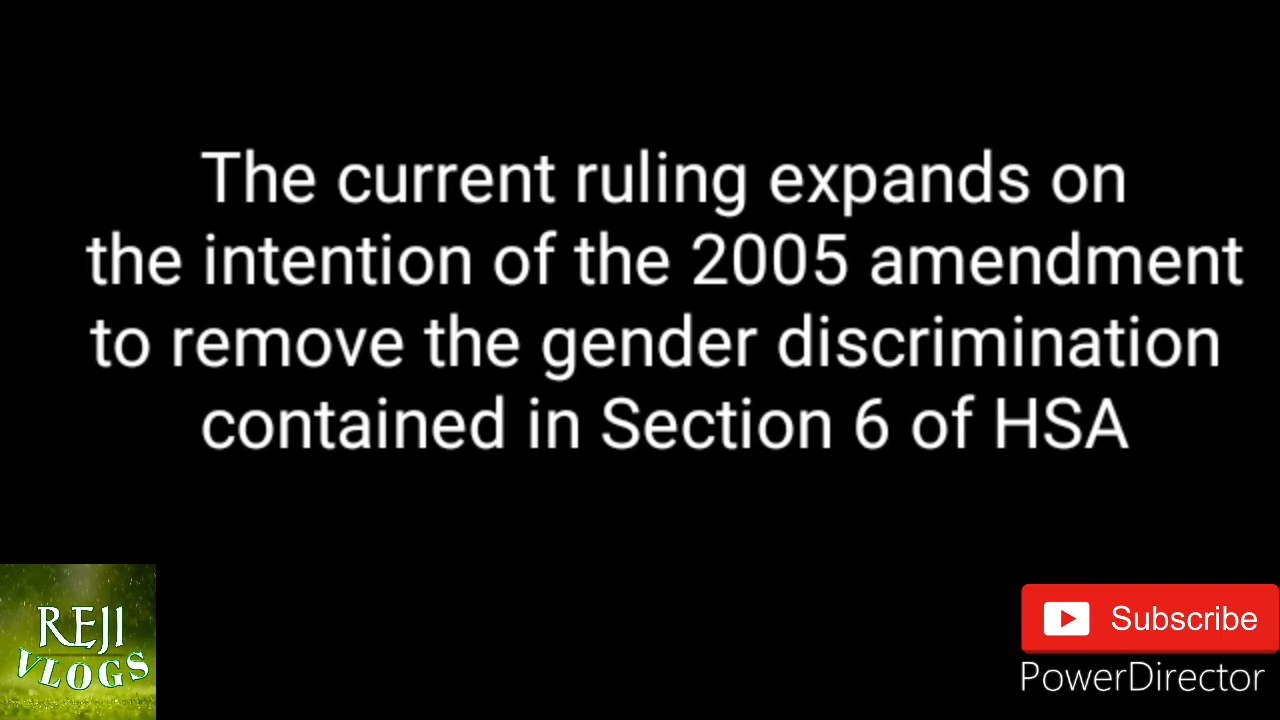 The current ruling expands on
the intention of the 2005 amendment
to remove the gender discrimination
contained in Section 6 of HSA
REJI
VLOGS
Subscribe
PowerDirector